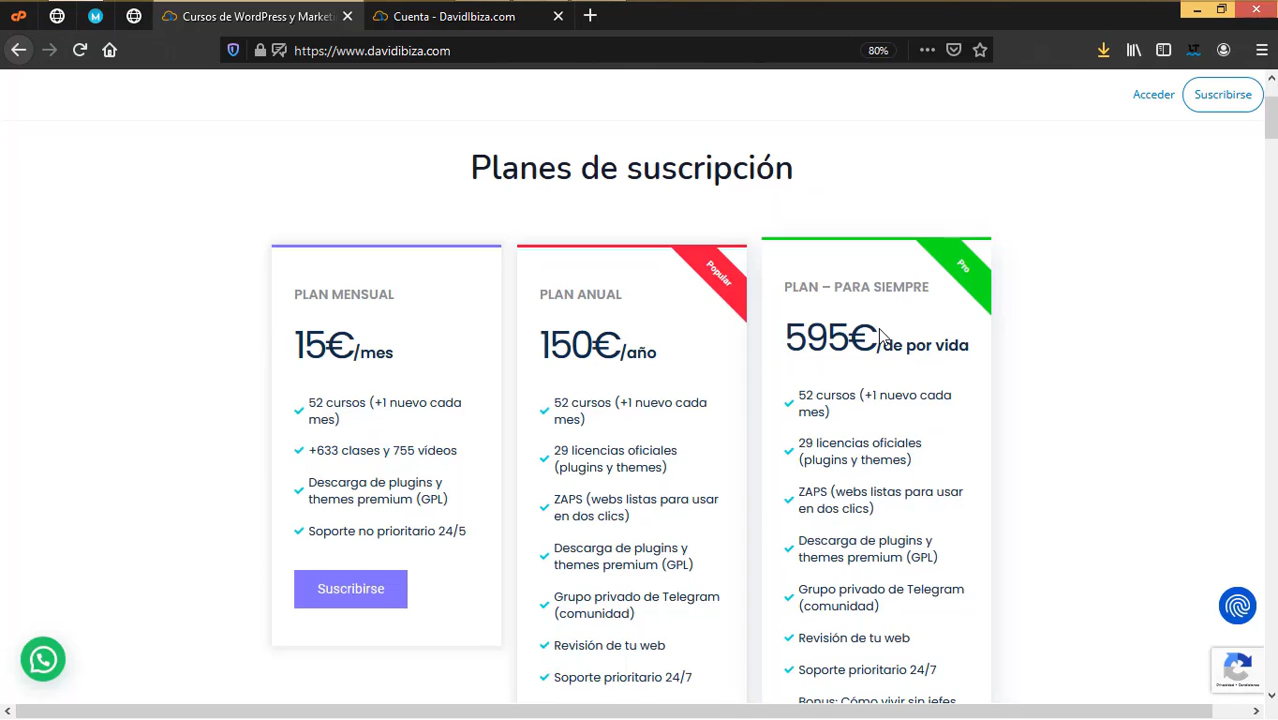 Cursos de WordPress y Market
Cuenta - DavidIbiza.com
https://www.davidibiza.com
80%
Acceder
Suscribirse
Planes de suscripción
PLAN MENSUAL
15€/mes
52 cursos (+1 nuevo cada
mes)
+633 clases y 755 vídeos
Descarga de plugins y
themes premium (GPL)
Soporte no prioritario 24/5
Suscribirse
Popular
PLAN ANUAL
150€/año
52 cursos (+1 nuevo cada
mes)
29 licencias oficiales
(plugins y themes)
ZAPS (webs listas para usar
en dos clics)
Descarga de plugins y
themes premium (GPL)
Grupo privado de Telegram
(comunidad)
Revisión de tu web
Soporte prioritario 24/7
Pro
PLAN – PARA SIEMPRE
595€/de por vida
52 cursos (+1 nuevo cada
mes)
29 licencias oficiales
(plugins y themes)
ZAPS (webs listas para usar
en dos clics)
Descarga de plugins y
themes premium (GPL)
Grupo privado de Telegram
(comunidad)
Revisión de tu web
Soporte prioritario 24/7
Bonus: Cómo vivir sin jefes